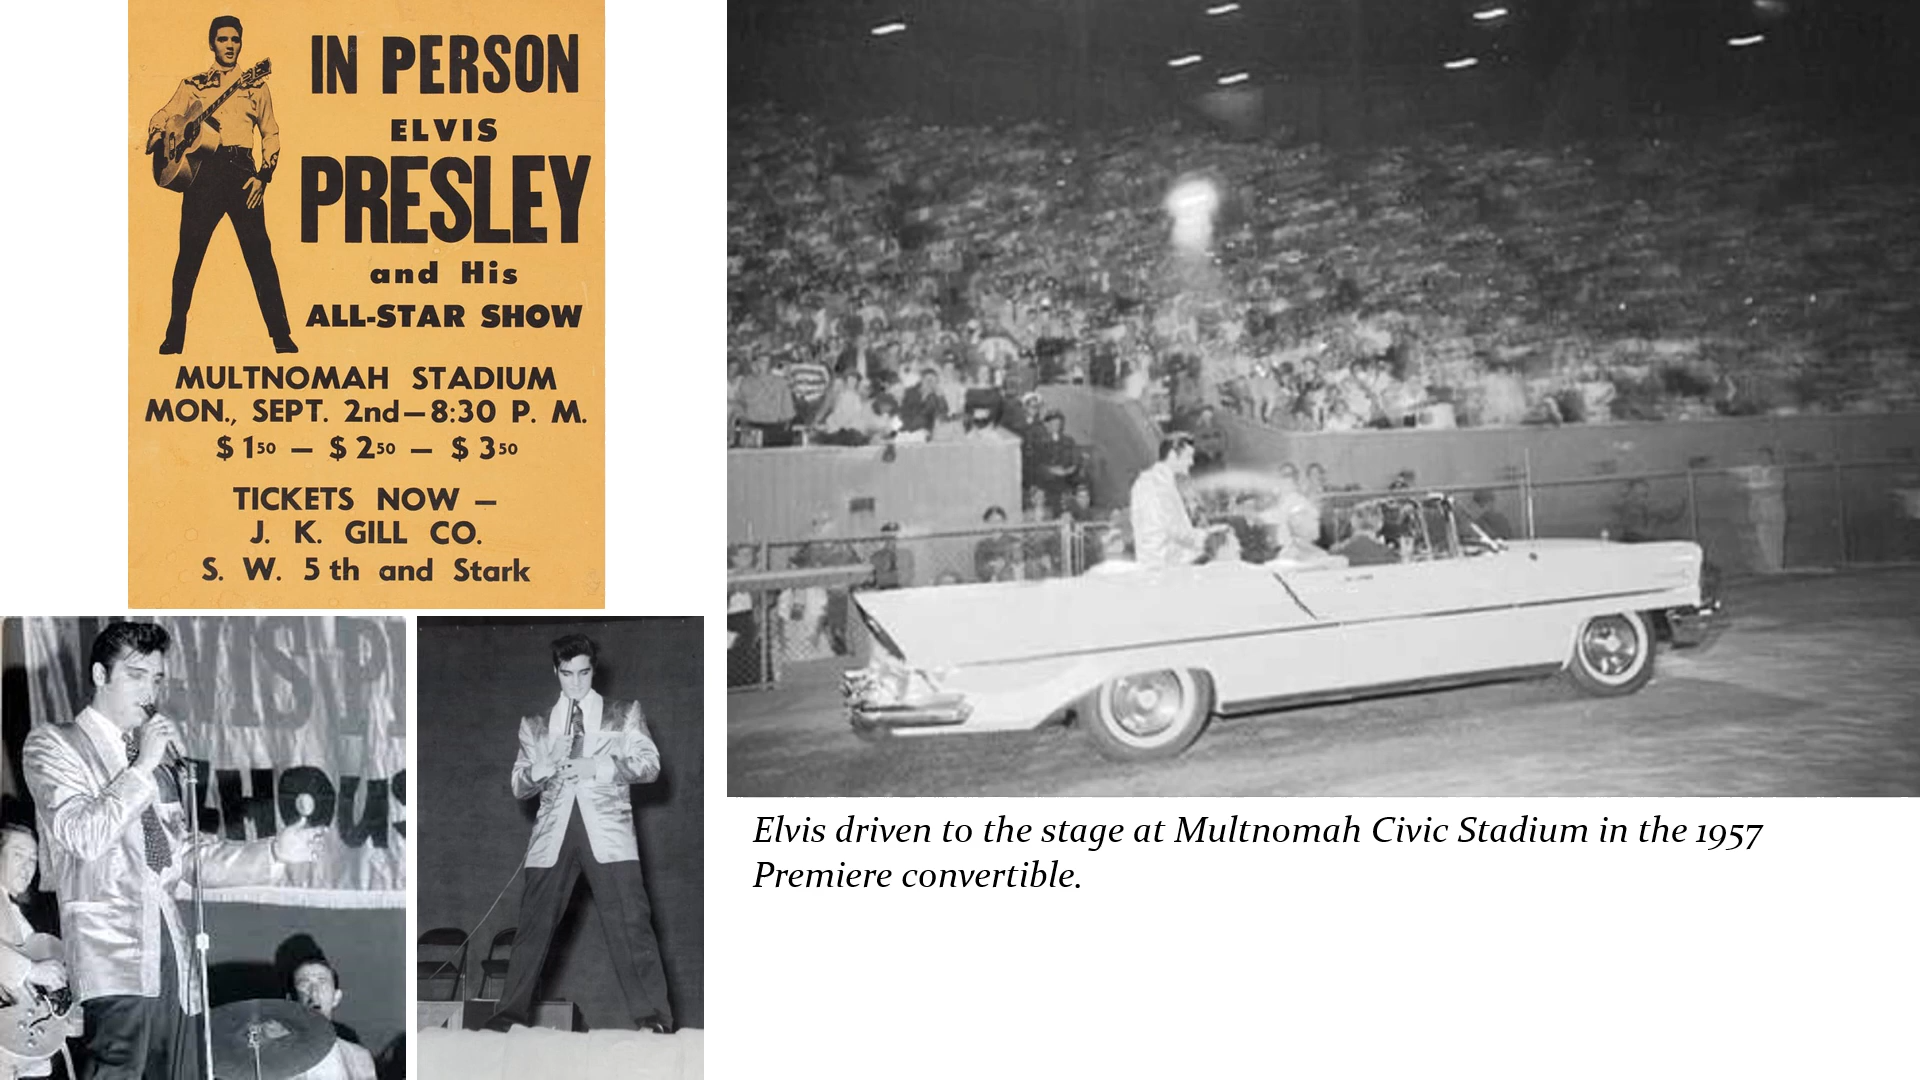 IN PERSON
ELVIS
PRESLEY
and His
ALL-STAR SHOW
MULTNOMAH STADIUM
MON., SEPT. 2nd—8:30 P. M.
$1.50 — $2.50 — $3.50
TICKETS NOW —
J. K. GILL CO.
S. W. 5th and Stark
VIS P
LHOUS
Elvis driven to the stage at Multnomah Civic Stadium in the 1957
Premiere convertible.